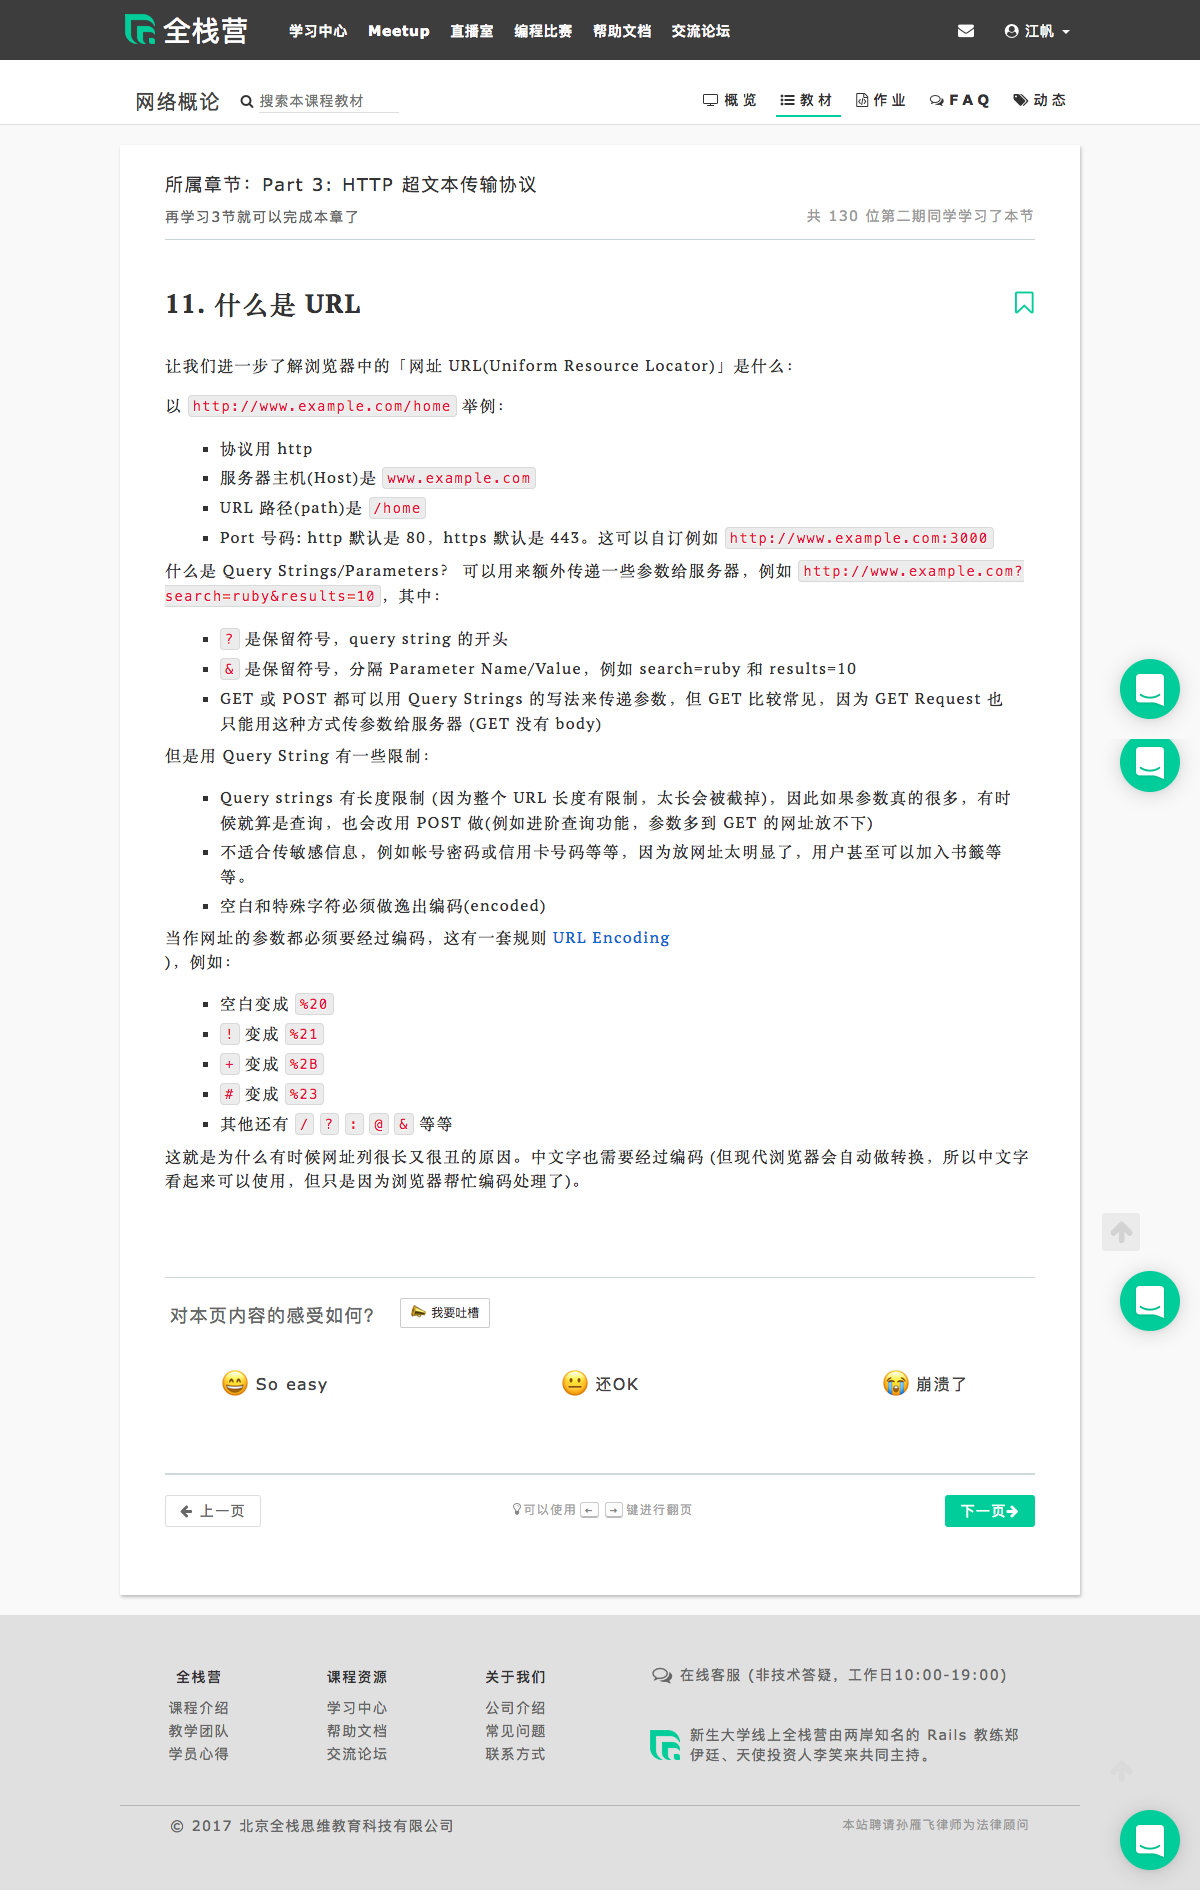 全栈营 学习中心 Meetup 直播室 编程比赛 帮助文档 交流论坛 江帆
网络概论 搜索本课程教材 概览 教材 作业 FAQ 动态
所属章节：Part 3: HTTP 超文本传输协议
再学习3节就可以完成本章了 共 130 位第二期同学学习了本节
11. 什么是 URL
让我们进一步了解浏览器中的「网址 URL(Uniform Resource Locator)」是什么：
以 http://www.example.com/home 举例：
▪ 协议用 http
▪ 服务器主机(Host)是 www.example.com
▪ URL 路径(path)是 /home
▪ Port 号码: http 默认是 80，https 默认是 443。这可以自订例如 http://www.example.com:3000
什么是 Query Strings/Parameters？ 可以用来额外传递一些参数给服务器，例如 http://www.example.com?
search=ruby&results=10，其中：
▪ ? 是保留符号，query string 的开头
▪ & 是保留符号，分隔 Parameter Name/Value，例如 search=ruby 和 results=10
▪ GET 或 POST 都可以用 Query Strings 的写法来传递参数，但 GET 比较常见，因为 GET Request 也
只能用这种方式传参数给服务器 (GET 没有 body)
但是用 Query String 有一些限制：
▪ Query strings 有长度限制 (因为整个 URL 长度有限制，太长会被截掉)，因此如果参数真的很多，有时
候就算是查询，也会改用 POST 做(例如进阶查询功能，参数多到 GET 的网址放不下)
▪ 不适合传敏感信息，例如帐号密码或信用卡号码等等，因为放网址太明显了，用户甚至可以加入书籤等
等。
▪ 空白和特殊字符必须做逸出编码(encoded)
当作网址的参数都必须要经过编码，这有一套规则 URL Encoding
)，例如：
▪ 空白变成 %20
▪ ! 变成 %21
▪ + 变成 %2B
▪ # 变成 %23
▪ 其他还有 / ? : @ & 等等
这就是为什么有时候网址列很长又很丑的原因。中文字也需要经过编码 (但现代浏览器会自动做转换，所以中文字
看起来可以使用，但只是因为浏览器帮忙编码处理了)。
对本页内容的感受如何? 我要吐槽
So easy 还OK 崩溃了
← 上一页 可以使用 ← → 键进行翻页 下一页→
全栈营 课程资源 关于我们 在线客服 (非技术答疑，工作日10:00-19:00)
课程介绍 学习中心 公司介绍
教学团队 帮助文档 常见问题 新生大学线上全栈营由两岸知名的 Rails 教练郑
学员心得 交流论坛 联系方式 伊廷、天使投资人李笑来共同主持。
© 2017 北京全栈思维教育科技有限公司 本站聘请孙雁飞律师为法律顾问